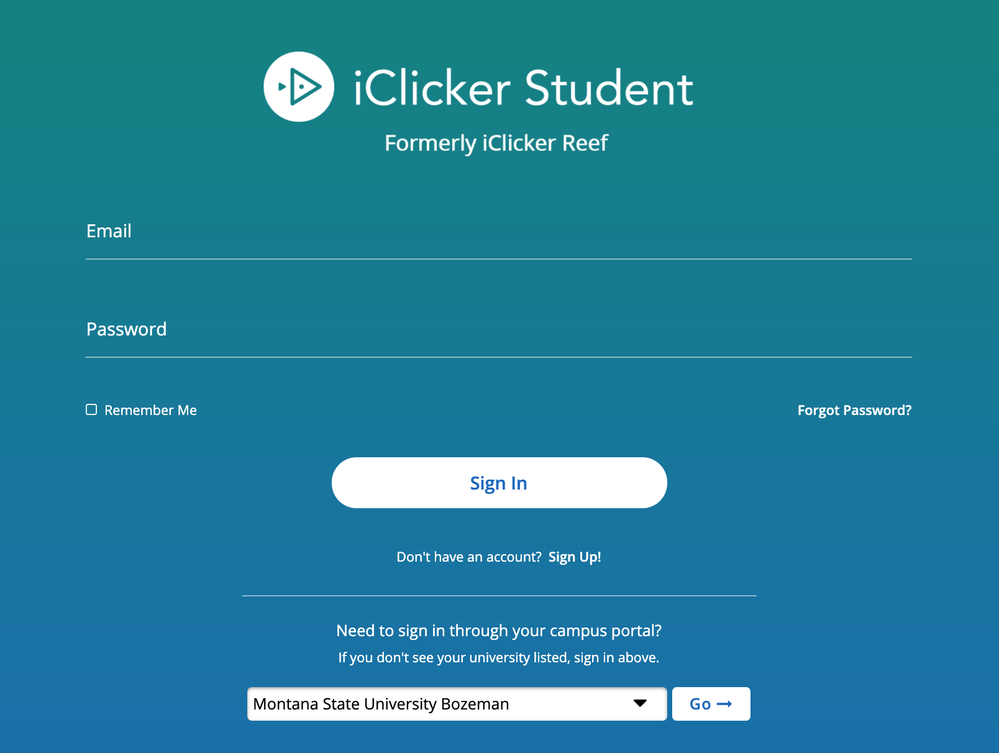 iClicker Student
Formerly iClicker Reef
Email
Password
Remember Me
Forgot Password?
Sign In
Don't have an account? Sign Up!
Need to sign in through your campus portal?
If you don't see your university listed, sign in above.
Montana State University Bozeman
Go →